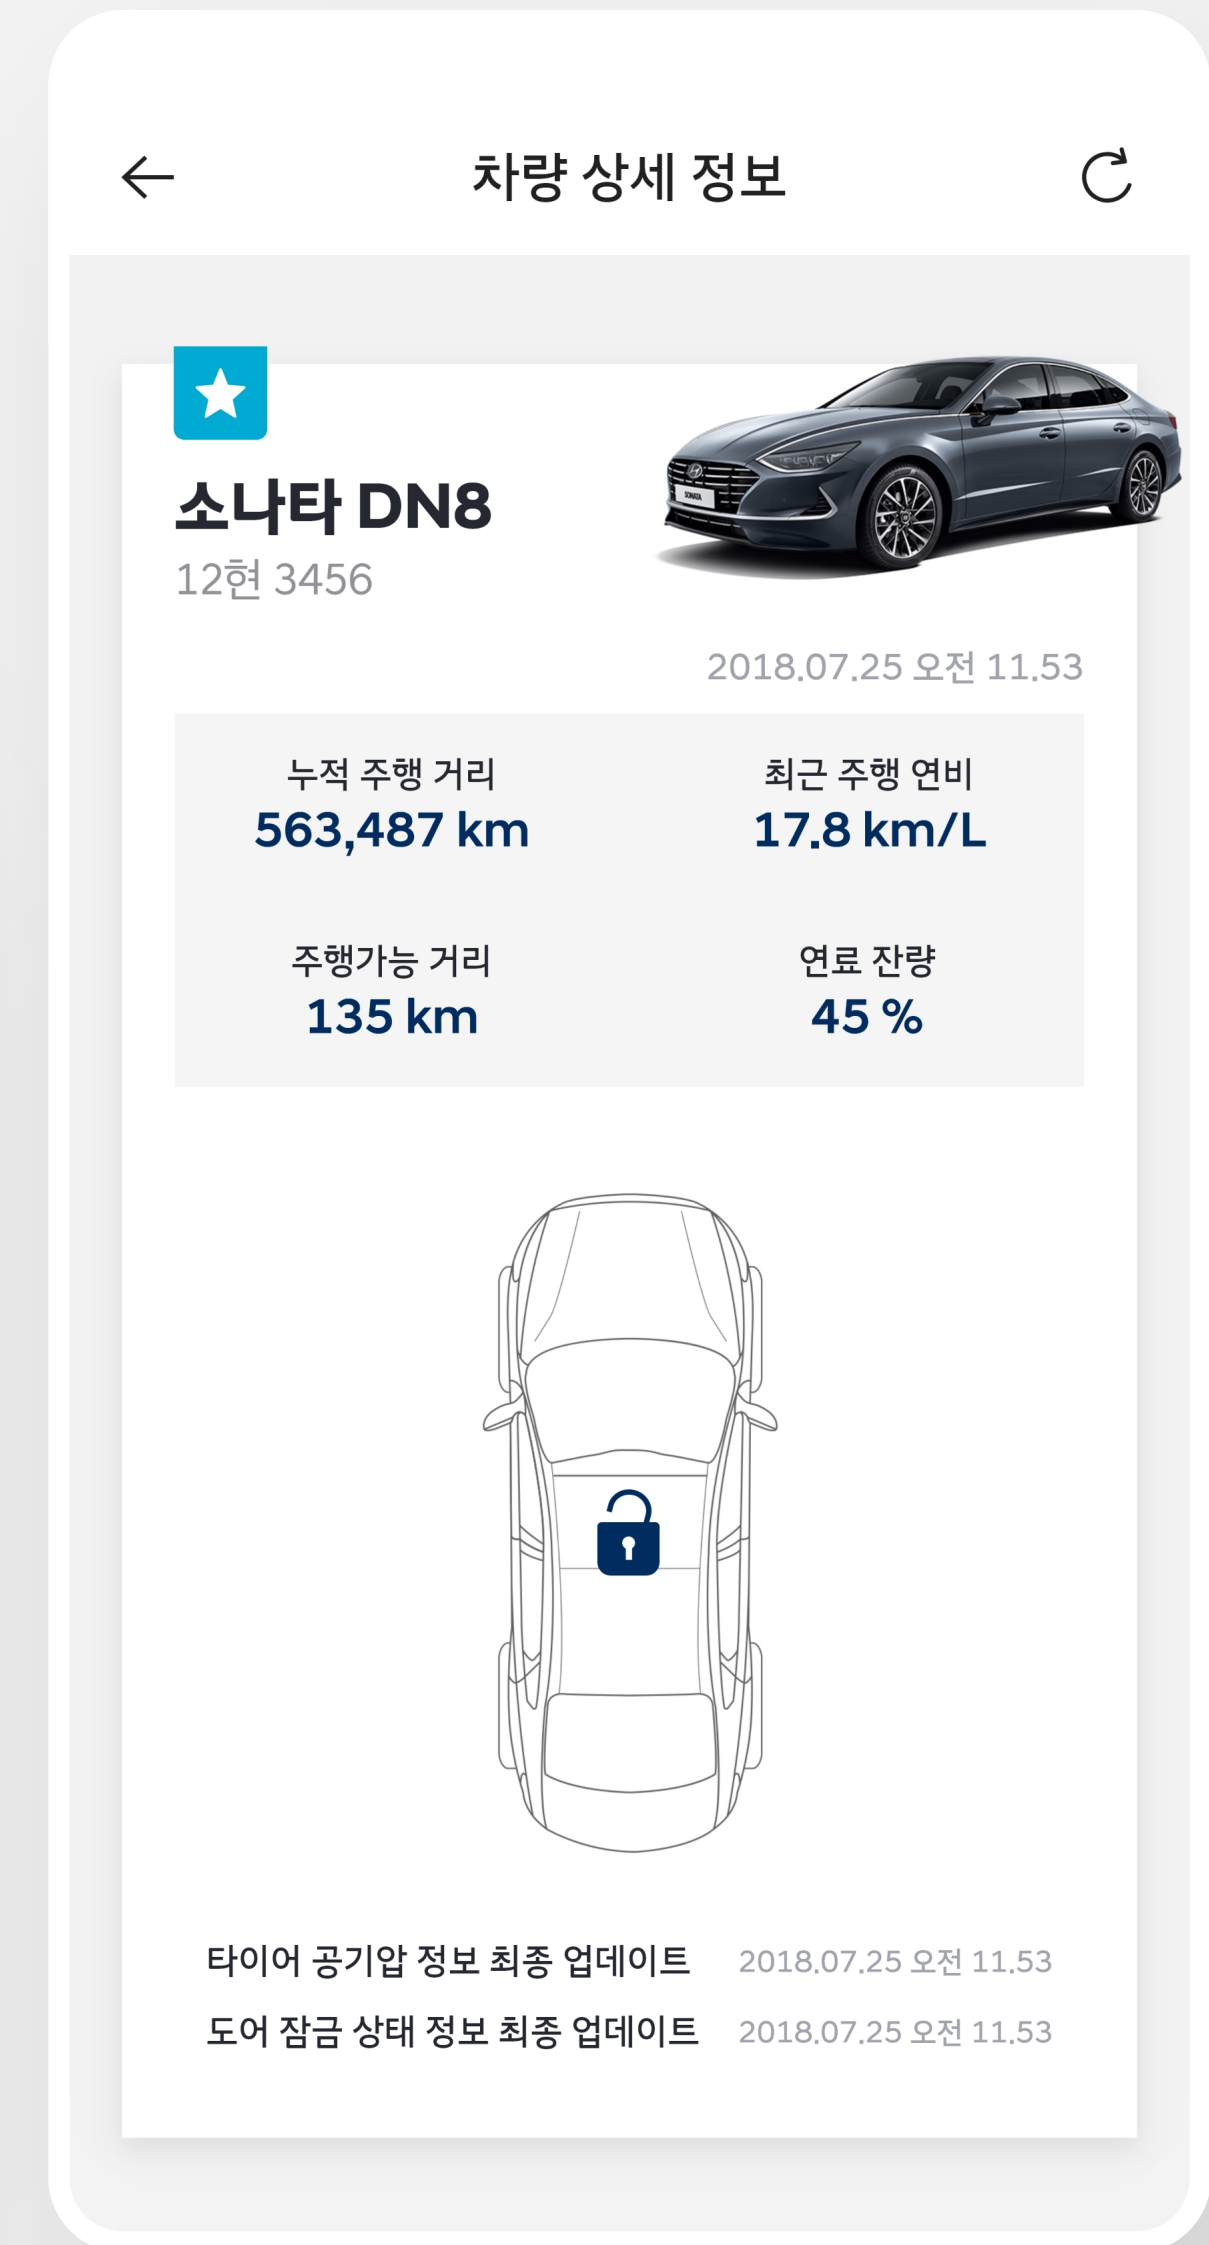 차량 상세 정보
소나타 DN8
12현 3456
SONATA
2018.07.25 오전 11.53
누적 주행 거리
563,487 km
최근 주행 연비
17.8 km/L
주행가능 거리
135 km
연료 잔량
45 %
타이어 공기압 정보 최종 업데이트 2018.07.25 오전 11.53
도어 잠금 상태 정보 최종 업데이트 2018.07.25 오전 11.53